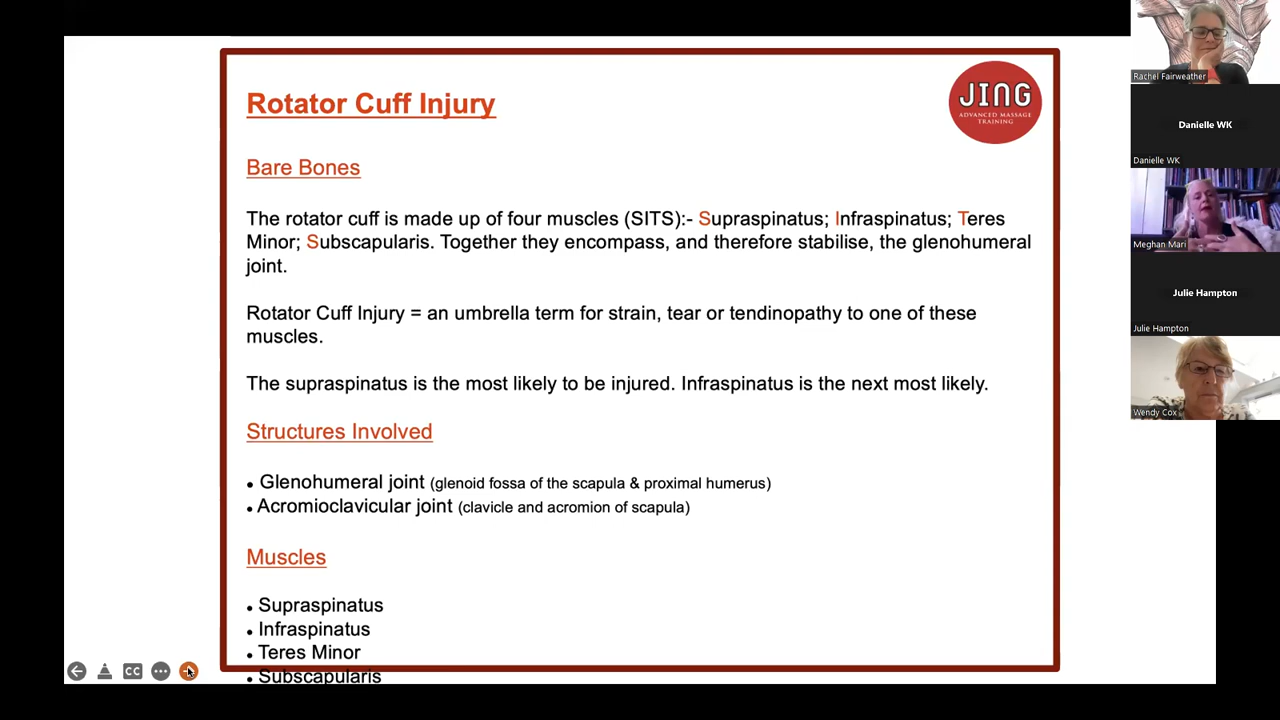 Rotator Cuff Injury
JING
ADVANCED MASSAGE
TRAINING
Bare Bones
The rotator cuff is made up of four muscles (SITS):- Supraspinatus; Infraspinatus; Teres
Minor; Subscapularis. Together they encompass, and therefore stabilise, the glenohumeral
joint.
Rotator Cuff Injury = an umbrella term for strain, tear or tendinopathy to one of these
muscles.
The supraspinatus is the most likely to be injured. Infraspinatus is the next most likely.
Structures Involved
• Glenohumeral joint (glenoid fossa of the scapula & proximal humerus)
• Acromioclavicular joint (clavicle and acromion of scapula)
Muscles
• Supraspinatus
• Infraspinatus
• Teres Minor
• Subscapularis
CC
Rachel Fairweather
Danielle WK
Danielle WK
Meghan Mari
Julie Hampton
Julie Hampton
Wendy Cox